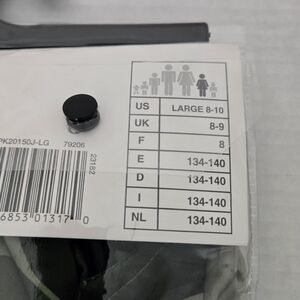 US LARGE 8-10
UK 8-9
F 8
E 134-140
D 134-140
I 134-140
NL 134-140
PK20150J-LG 79206
23182
6853 01317 0